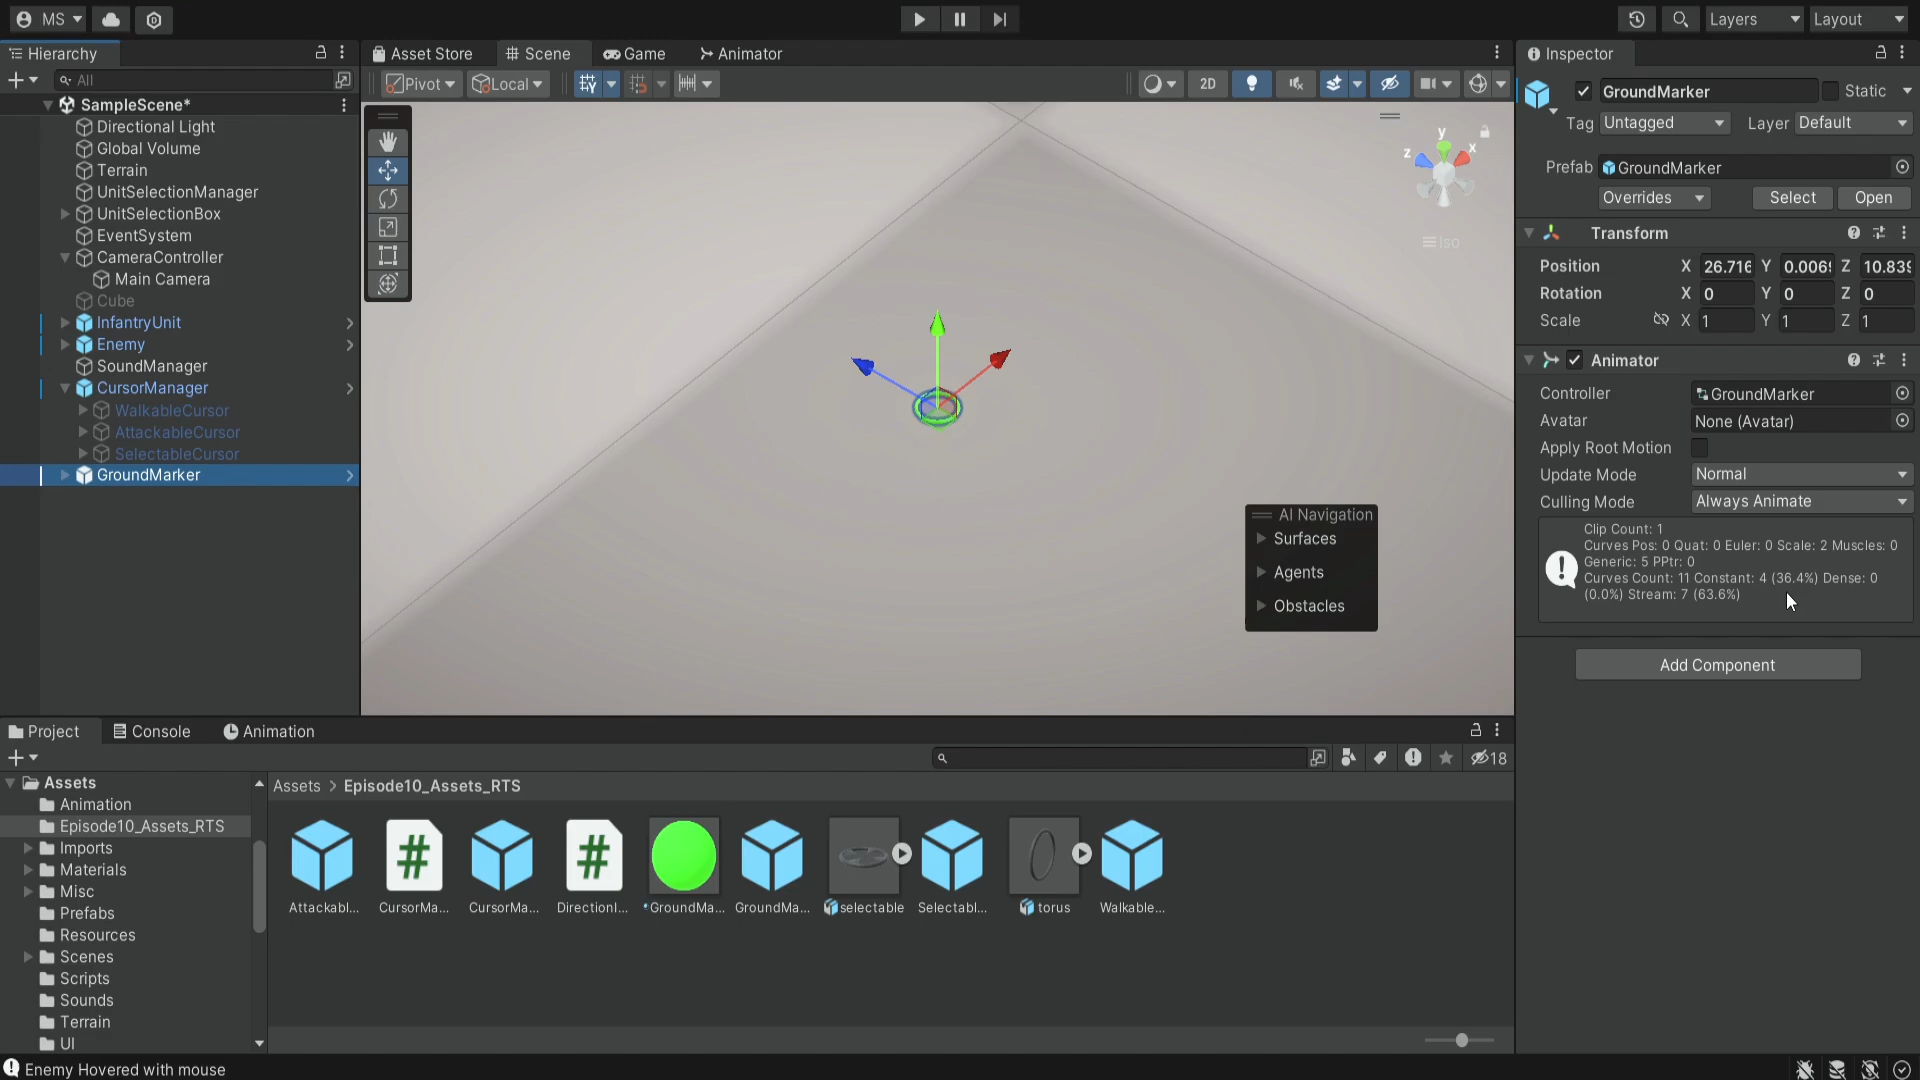 MS
Layers
Layout
Hierarchy
All
SampleScene*
Directional Light
Global Volume
Terrain
UnitSelectionManager
UnitSelectionBox
EventSystem
CameraController
Main Camera
Cube
InfantryUnit
Enemy
SoundManager
CursorManager
WalkableCursor
AttackableCursor
SelectableCursor
GroundMarker
Asset Store
Scene
Game
Animator
Pivot
Local
2D
y
z
x
Iso
AI Navigation
Surfaces
Agents
Obstacles
Inspector
GroundMarker
Static
Tag Untagged Layer Default
Prefab GroundMarker
Overrides Select Open
Transform
Position X 26.716 Y 0.006 Z 10.839
Rotation X 0 Y 0 Z 0
Scale X 1 Y 1 Z 1
Animator
Controller GroundMarker
Avatar None (Avatar)
Apply Root Motion
Update Mode Normal
Culling Mode Always Animate
Clip Count: 1
Curves Pos: 0 Quat: 0 Euler: 0 Scale: 2 Muscles: 0
Generic: 5 PPtr: 0
Curves Count: 11 Constant: 4 (36.4%) Dense: 0
(0.0%) Stream: 7 (63.6%)
Add Component
Project
Console
Animation
18
Assets
Animation
Episode10_Assets_RTS
Imports
Materials
Misc
Prefabs
Resources
Scenes
Scripts
Sounds
Terrain
UI
Assets > Episode10_Assets_RTS
Attackabl...
CursorMa...
CursorMa...
DirectionI...
GroundMa...
GroundMa...
selectable
Selectabl...
torus
Walkable...
Enemy Hovered with mouse